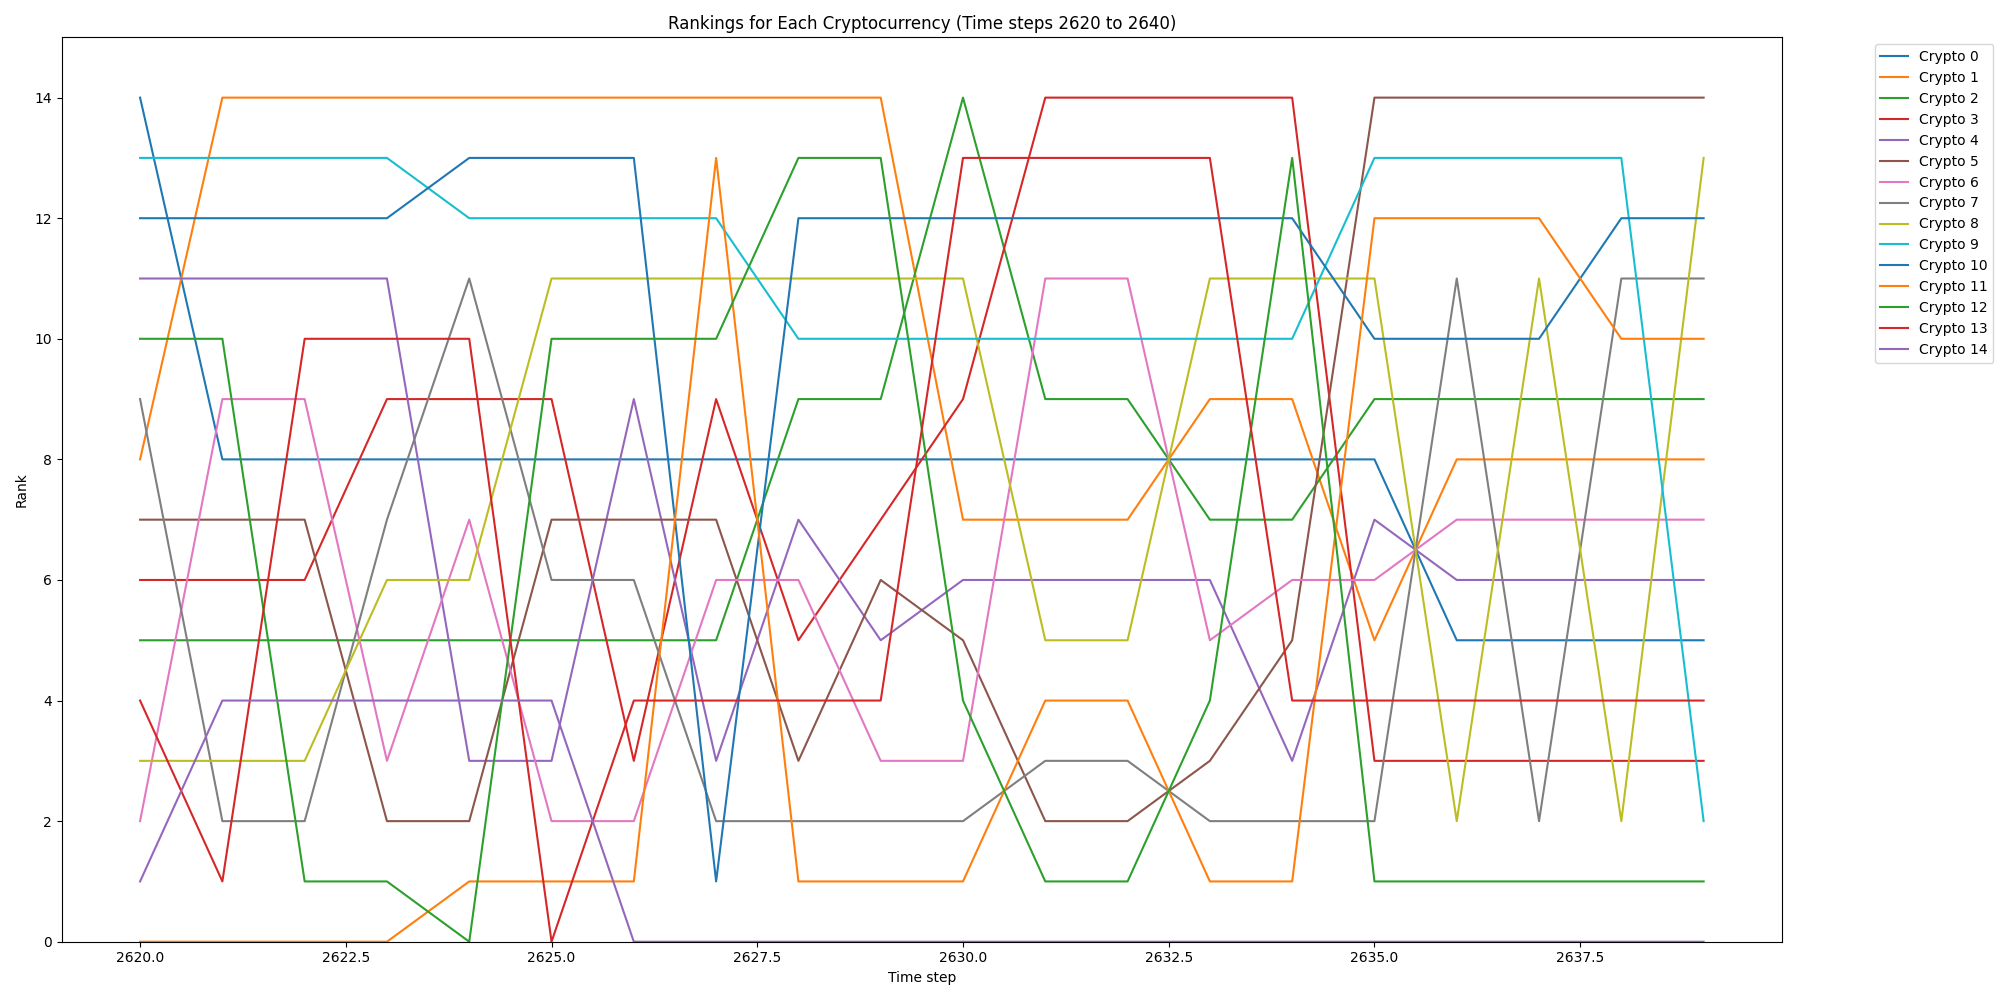 Rankings for Each Cryptocurrency (Time steps 2620 to 2640)
Rank
14
12
10
8
6
4
2
0
2620.0 2622.5 2625.0 2627.5 2630.0 2632.5 2635.0 2637.5
Time step
Crypto 0
Crypto 1
Crypto 2
Crypto 3
Crypto 4
Crypto 5
Crypto 6
Crypto 7
Crypto 8
Crypto 9
Crypto 10
Crypto 11
Crypto 12
Crypto 13
Crypto 14